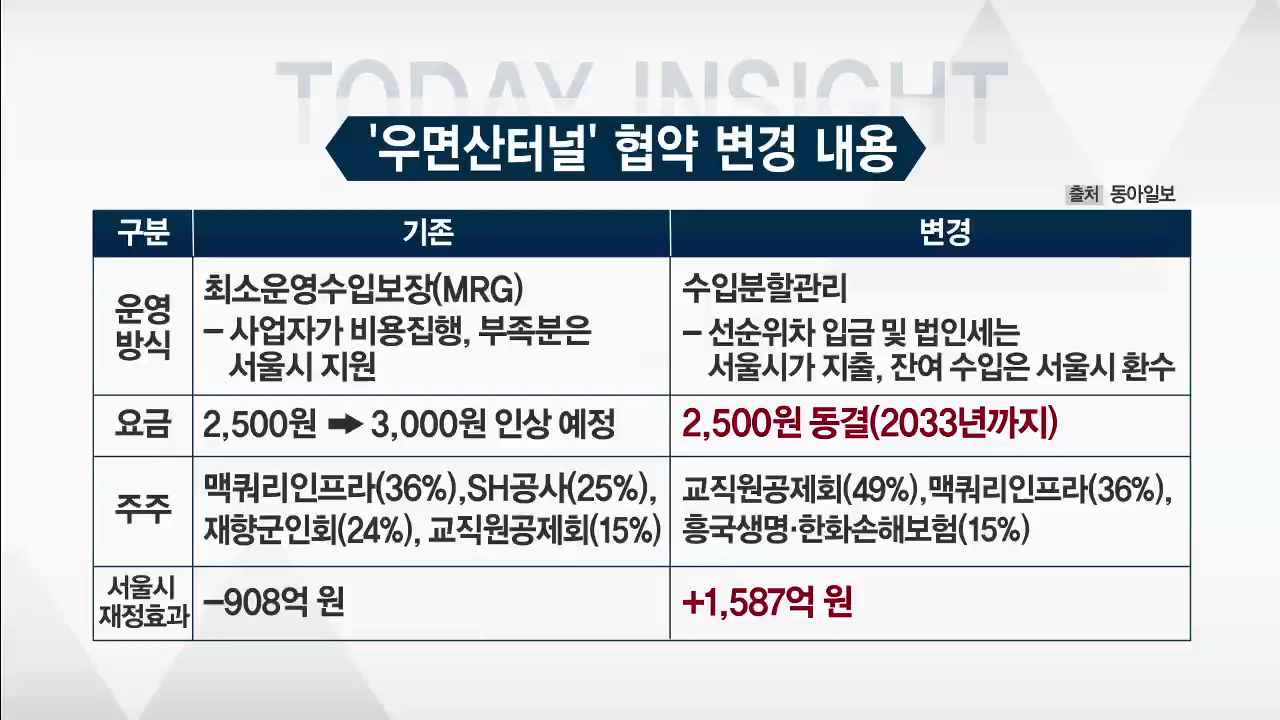 TODAY INSIGHT
'우면산터널' 협약 변경 내용
출처 동아일보
구분 기존 변경
운영
방식
최소운영수입보장(MRG)
- 사업자가 비용집행, 부족분은
서울시 지원
수입분할관리
- 선순위차 입금 및 법인세는
서울시가 지출, 잔여 수입은 서울시 환수
요금
2,500원 ➡ 3,000원 인상 예정
2,500원 동결(2033년까지)
주주
맥쿼리인프라(36%),SH공사(25%),
재향군인회(24%), 교직원공제회(15%)
교직원공제회(49%),맥쿼리인프라(36%),
흥국생명·한화손해보험(15%)
서울시
재정효과
-908억 원
+1,587억 원